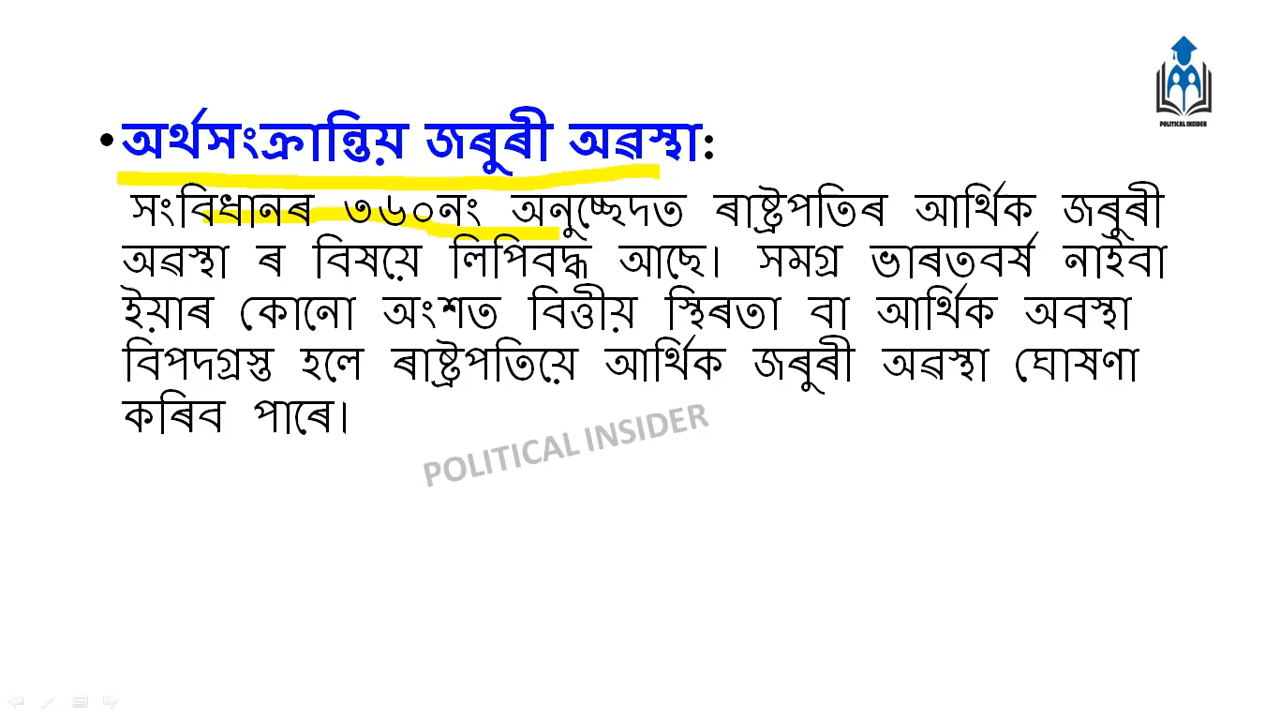 POLITICAL INSIDER
• অৰ্থসংক্ৰান্তিয় জৰুৰী অৱস্থা:
সংবিধানৰ ৩৬০নং অনুচ্ছেদত ৰাষ্ট্ৰপতিৰ আৰ্থিক জৰুৰী
অৱস্থা ৰ বিষয়ে লিপিবদ্ধ আছে। সমগ্ৰ ভাৰতবৰ্ষ নাইবা
ইয়াৰ কোনো অংশত বিত্তীয় স্থিৰতা বা আৰ্থিক অবস্থা
বিপদগ্ৰস্ত হলে ৰাষ্ট্ৰপতিয়ে আৰ্থিক জৰুৰী অৱস্থা ঘোষণা
কৰিব পাৰে।
POLITICAL INSIDER